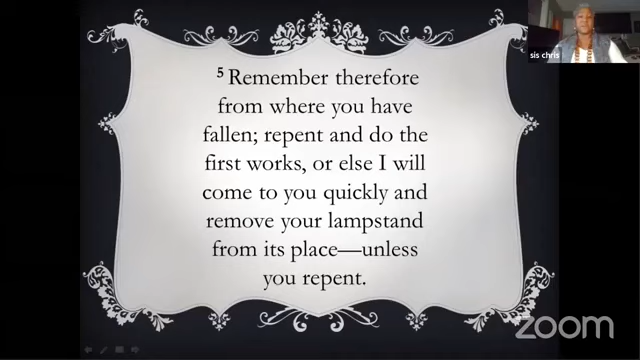 5 Remember therefore
from where you have
fallen; repent and do the
first works, or else I will
come to you quickly and
remove your lampstand
from its place—unless
you repent.
sis chris
zoom